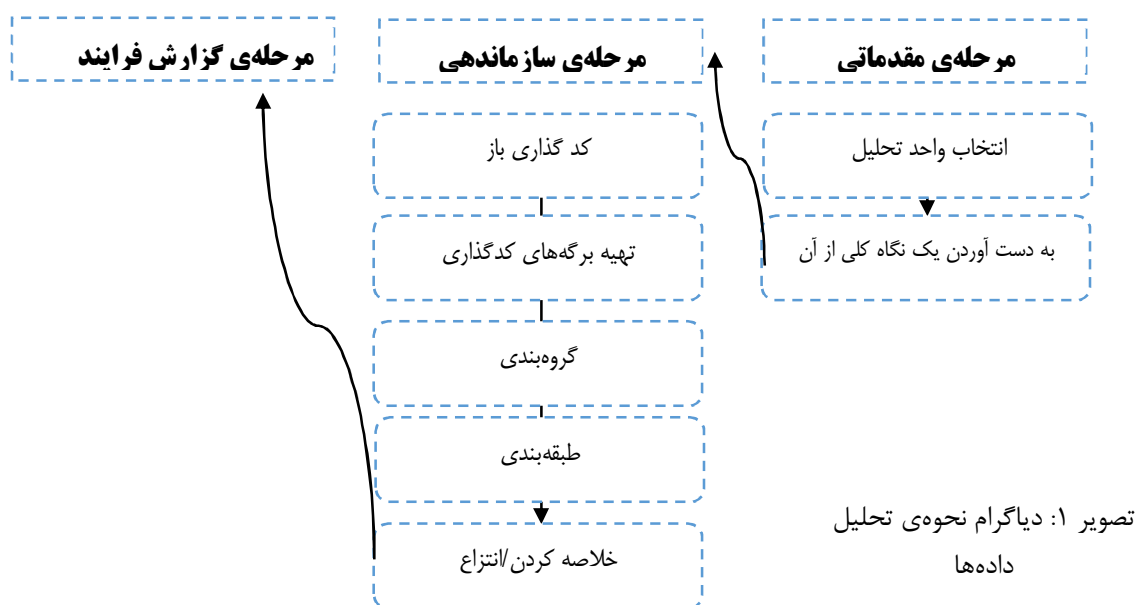 مرحله‌ی مقدماتی
انتخاب واحد تحلیل
به دست آوردن یک نگاه کلی از آن
مرحله‌ی سازماندهی
کد گذاری باز
تهیه برگه‌های کدگذاری
گروه‌بندی
طبقه‌بندی
خلاصه کردن/انتزاع
مرحله‌ی گزارش فرایند
تصویر ۱: دیاگرام نحوه‌ی تحلیل
داده‌ها